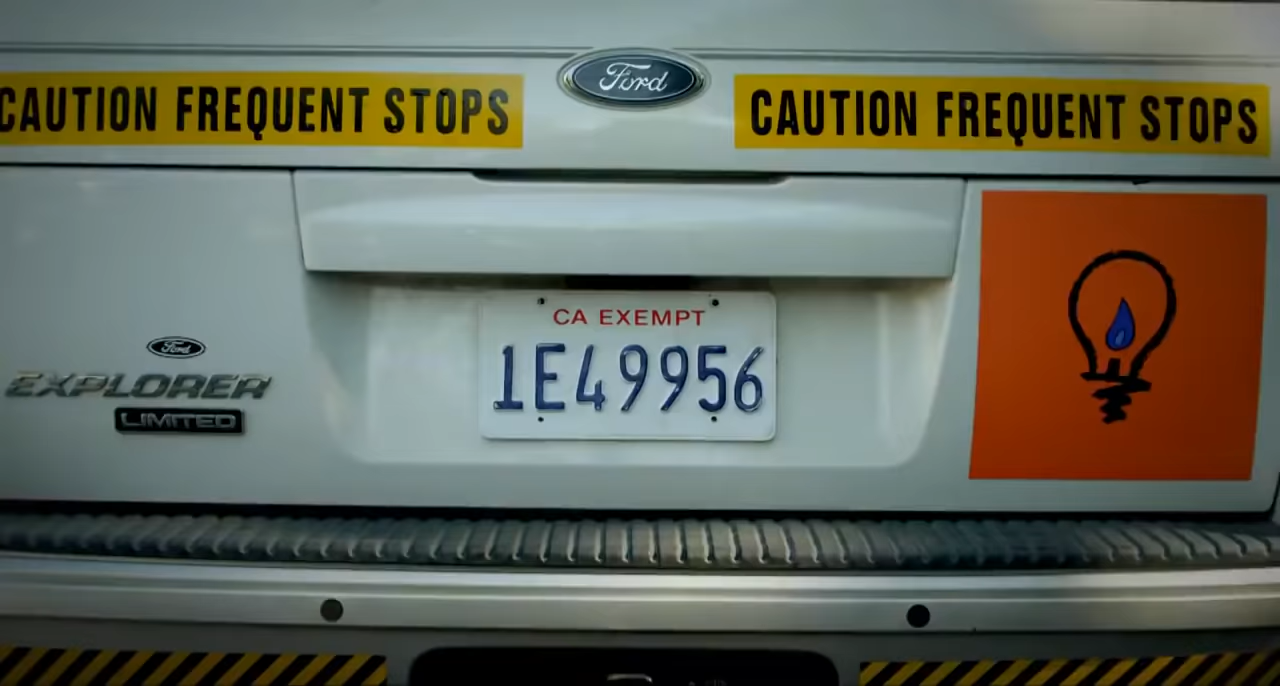 CAUTION FREQUENT STOPS
Ford
CAUTION FREQUENT STOPS
CA EXEMPT
1E49956
Ford
EXPLORER
LIMITED